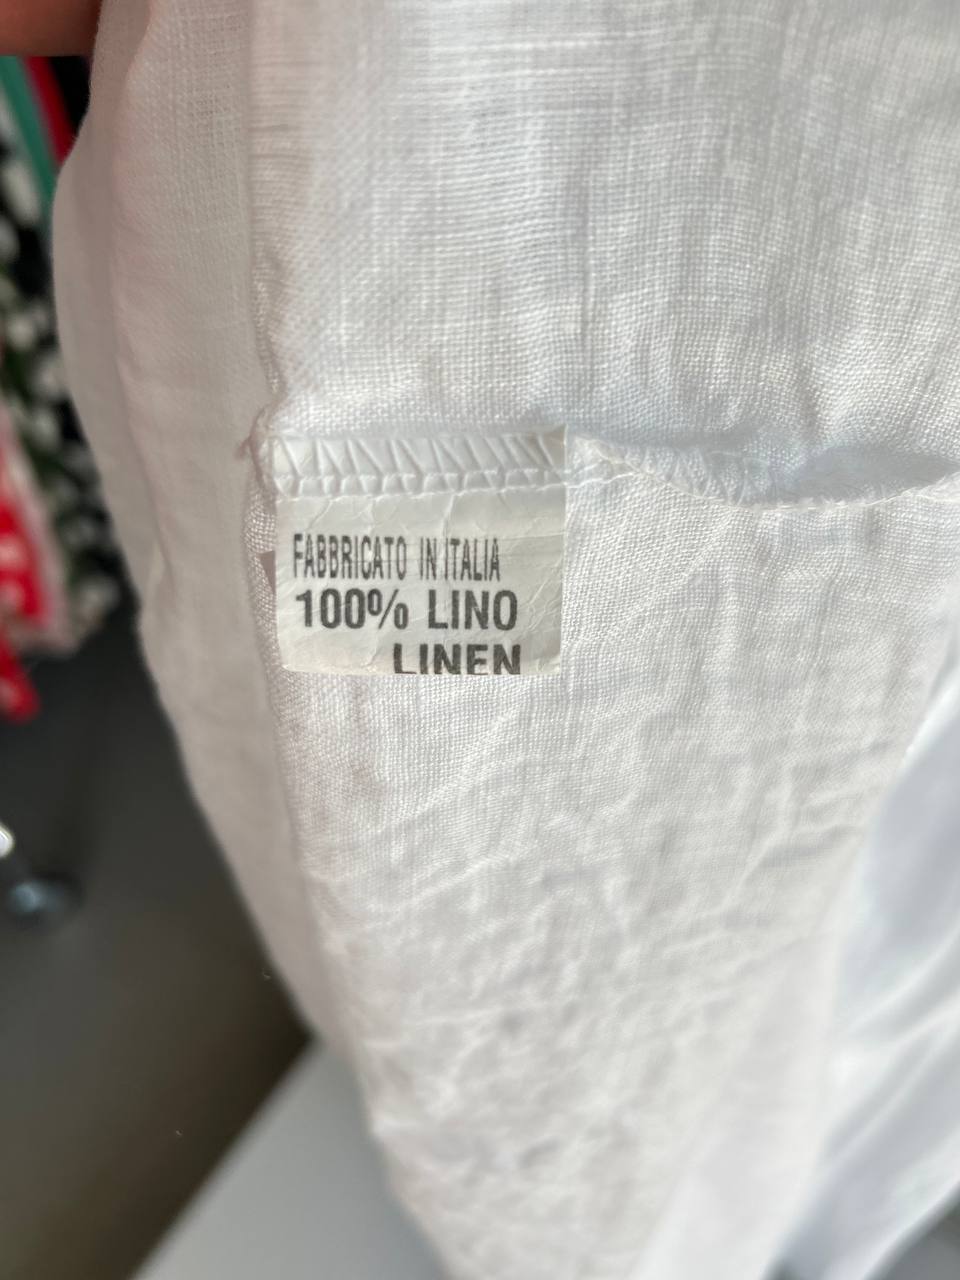 FABBRICATO IN ITALIA
100% LINO
LINEN